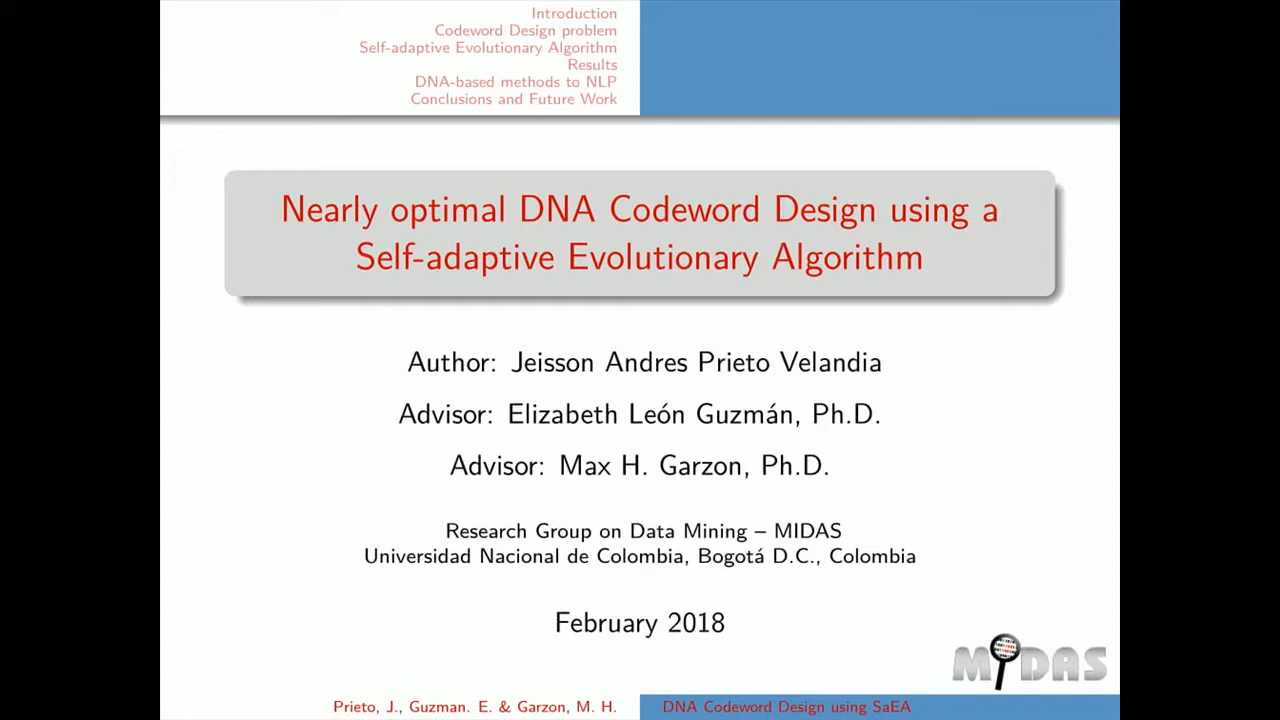 Introduction
Codeword Design problem
Self-adaptive Evolutionary Algorithm
Results
DNA-based methods to NLP
Conclusions and Future Work
Nearly optimal DNA Codeword Design using a
Self-adaptive Evolutionary Algorithm
Author: Jeisson Andres Prieto Velandia
Advisor: Elizabeth León Guzmán, Ph.D.
Advisor: Max H. Garzon, Ph.D.
Research Group on Data Mining – MIDAS
Universidad Nacional de Colombia, Bogotá D.C., Colombia
February 2018
MIDAS
Prieto, J., Guzman. E. & Garzon, M. H.
DNA Codeword Design using SaEA